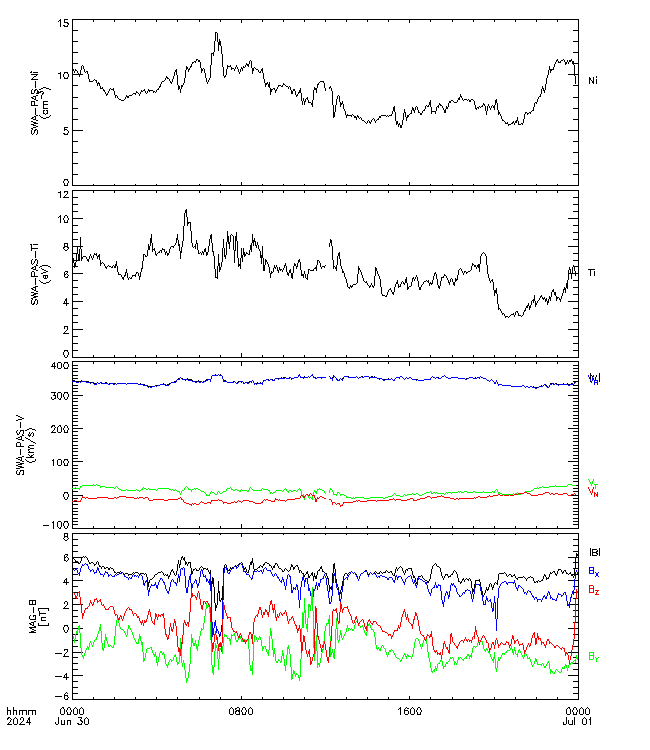 15
10
5
0
SWA-PAS-Ni
(cm⁻³)
Ni
12
10
8
6
4
2
0
SWA-PAS-Ti
(eV)
Ti
400
300
200
100
0
-100
SWA-PAS-V
(km/s)
V_N
8
6
4
2
0
-2
-4
-6
MAG-B
[nT]
|B|
B_X
B_Z
B_Y
hhmm 0000 0800 1600 0000
2024 Jun 30 Jul 01